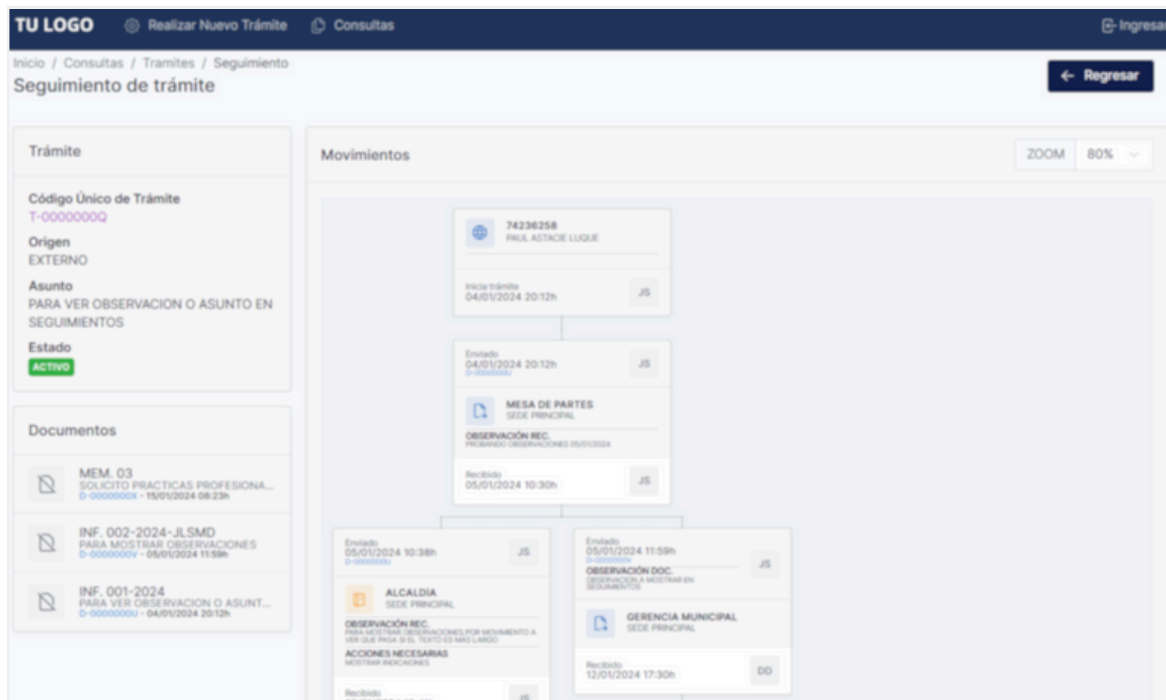 TU LOGO Realizar Nuevo Trámite Consultas Ingresar
Inicio / Consultas / Tramites / Seguimiento
Seguimiento de trámite
Regresar
Trámite
Código Único de Trámite
T-0000000Q
Origen
EXTERNO
Asunto
PARA VER OBSERVACION O ASUNTO EN
SEGUIMIENTOS
Estado
ACTIVO
Documentos
MEM. 03
SOLICITO PRACTICAS PROFESIONA...
D-0000000X - 15/01/2024 08:23h
INF. 002-2024-JLSMD
PARA MOSTRAR OBSERVACIONES
D-0000000V - 05/01/2024 11:59h
INF. 001-2024
PARA VER OBSERVACION O ASUNT...
D-0000000U - 04/01/2024 20:12h
Movimientos
ZOOM 80%
74236258
PAUL ASTACIE LUQUE
Inicia trámite
04/01/2024 20:12h
JS
Enviado
04/01/2024 20:12h
D-0000000U
JS
MESA DE PARTES
SEDE PRINCIPAL
OBSERVACIÓN REC.
PROBANDO OBSERVACIONES 05/01/2024
Recibido
05/01/2024 10:30h
JS
Enviado
05/01/2024 10:38h
D-0000000U
JS
ALCALDIA
SEDE PRINCIPAL
OBSERVACIÓN REC.
PARA MOSTRAR OBSERVACIONES,POR MOVIMIENTO A
VER QUE PASA SI EL TEXTO ES MAS LARGO
ACCIONES NECESARIAS
MOSTRAR INDICAIONES
Recibido
JS
Enviado
05/01/2024 11:59h
D-0000000V
JS
OBSERVACIÓN DOC.
OBSERVACION A MOSTRAR EN
SEGUIMIENTOS
GERENCIA MUNICIPAL
SEDE PRINCIPAL
Recibido
12/01/2024 17:30h
DD